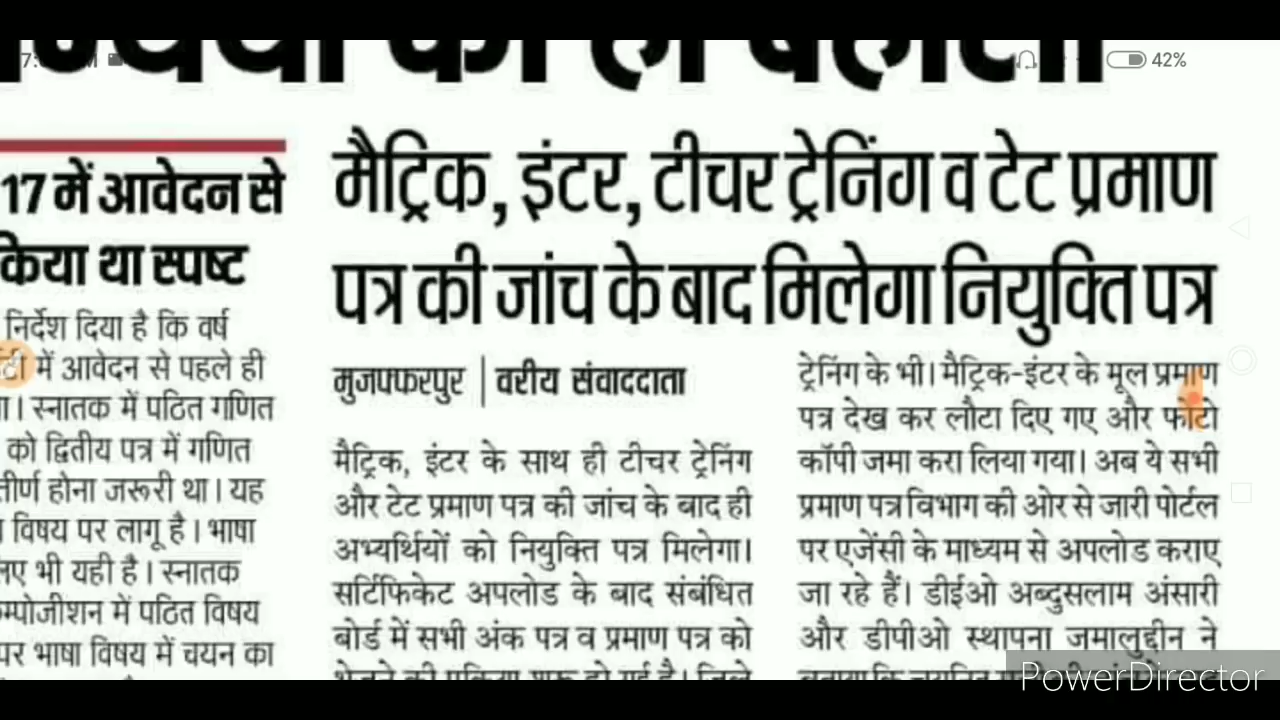 42%
17 में आवेदन से
किया था स्पष्ट
निर्देश दिया है कि वर्ष
में आवेदन से पहले ही
स्नातक में पठित गणित
को द्वितीय पत्र में गणित
होना जरूरी था। यह
विषय पर लागू है। भाषा
भी यही है। स्नातक
में पठित विषय
पर भाषा विषय में चयन का
मैट्रिक, इंटर, टीचर ट्रेनिंग व टेट प्रमाण
पत्र की जांच के बाद मिलेगा नियुक्ति पत्र
मुजफ्फरपुर | वरीय संवाददाता
मैट्रिक, इंटर के साथ ही टीचर ट्रेनिंग
और टेट प्रमाण पत्र की जांच के बाद ही
अभ्यर्थियों को नियुक्ति पत्र मिलेगा।
सर्टिफिकेट अपलोड के बाद संबंधित
बोर्ड में सभी अंक पत्र व प्रमाण पत्र को
ट्रेनिंग के भी। मैट्रिक-इंटर के मूल प्रमाण
पत्र देख कर लौटा दिए गए और फोटो
कॉपी जमा करा लिया गया। अब ये सभी
प्रमाण पत्र विभाग की ओर से जारी पोर्टल
पर एजेंसी के माध्यम से अपलोड कराए
जा रहे हैं। डीईओ अब्दुसलाम अंसारी
और डीपीओ स्थापना जमालुद्दीन ने
PowerDirector